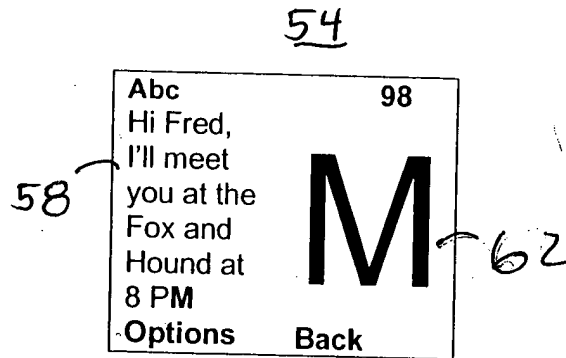 54
Abc 98
Hi Fred,
I'll meet
you at the
Fox and
Hound at
8 PM
M
Options Back
58
62